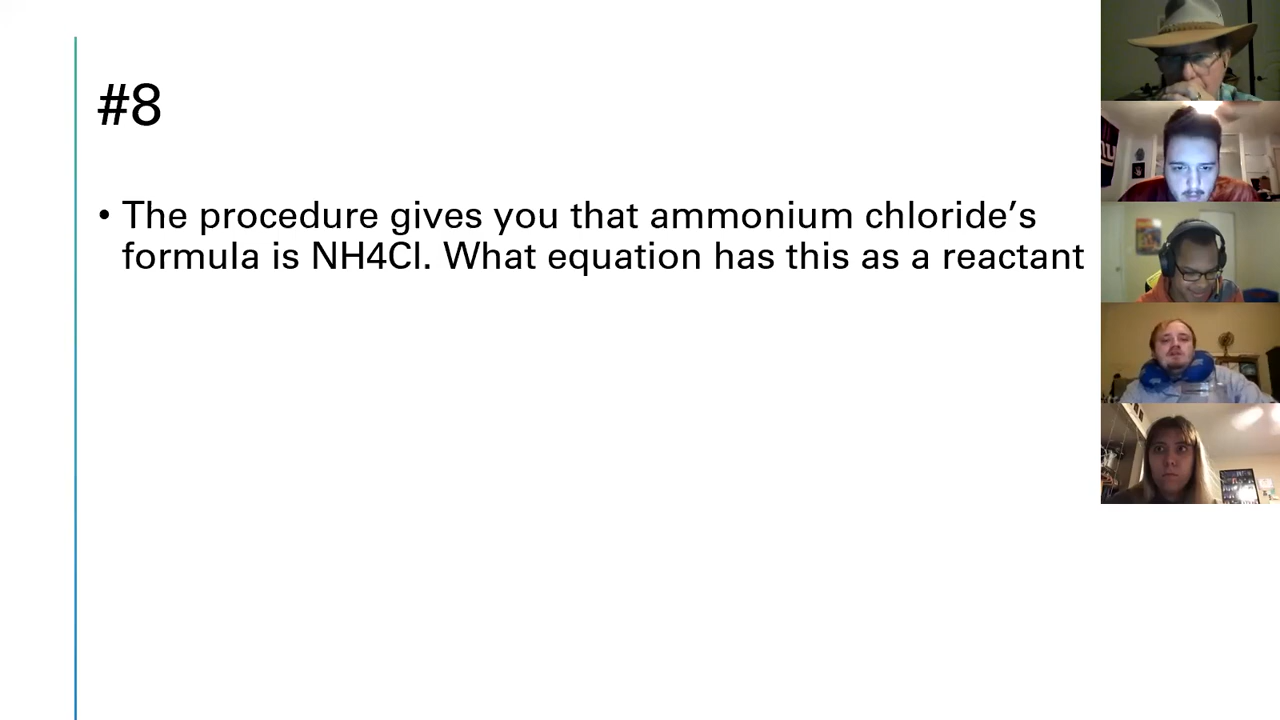 #8
• The procedure gives you that ammonium chloride’s
formula is NH4Cl. What equation has this as a reactant